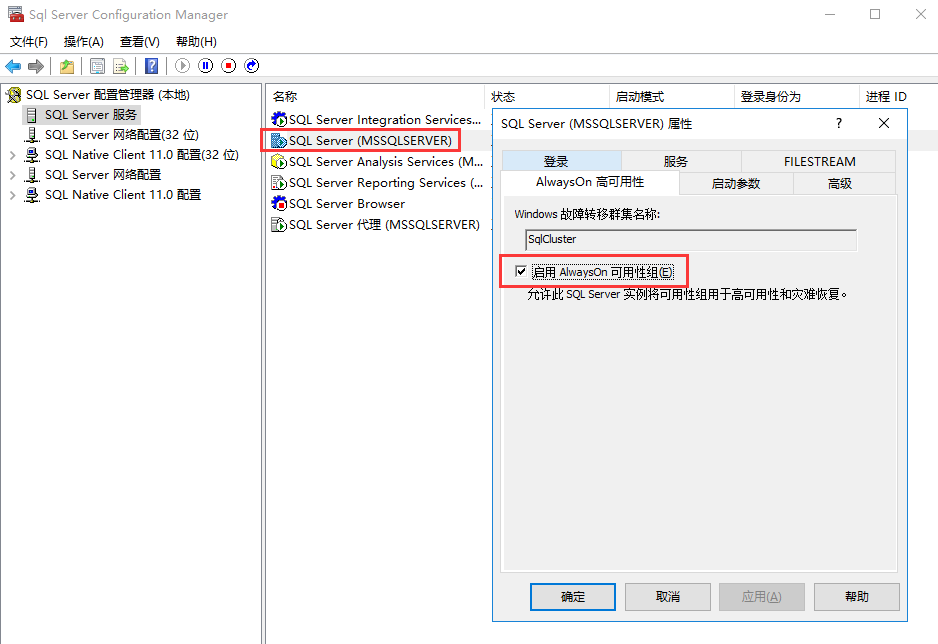 Sql Server Configuration Manager
文件(F) 操作(A) 查看(V) 帮助(H)
SQL Server 配置管理器 (本地)
SQL Server 服务
SQL Server 网络配置(32 位)
SQL Native Client 11.0 配置(32 位)
SQL Server 网络配置
SQL Native Client 11.0 配置
名称 状态 启动模式 登录身份为 进程 ID
SQL Server Integration Services...
SQL Server (MSSQLSERVER)
SQL Server Analysis Services (M...
SQL Server Reporting Services (...
SQL Server Browser
SQL Server 代理 (MSSQLSERVER)
SQL Server (MSSQLSERVER) 属性
登录 服务 FILESTREAM
AlwaysOn 高可用性 启动参数 高级
Windows 故障转移群集名称:
SqlCluster
启用 AlwaysOn 可用性组(E)
允许此 SQL Server 实例将可用性组用于高可用性和灾难恢复。
确定 取消 应用(A) 帮助